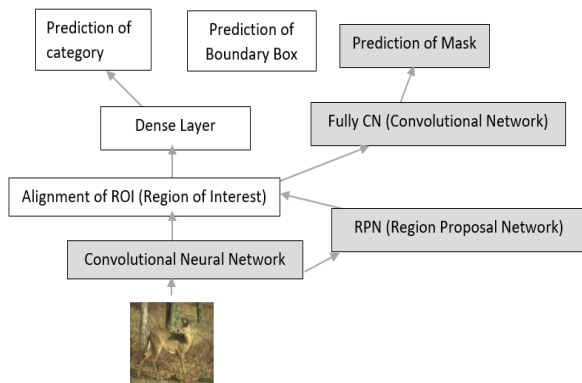 Prediction of
category
Prediction of
Boundary Box
Prediction of Mask
Dense Layer
Fully CN (Convolutional Network)
Alignment of ROI (Region of Interest)
RPN (Region Proposal Network)
Convolutional Neural Network